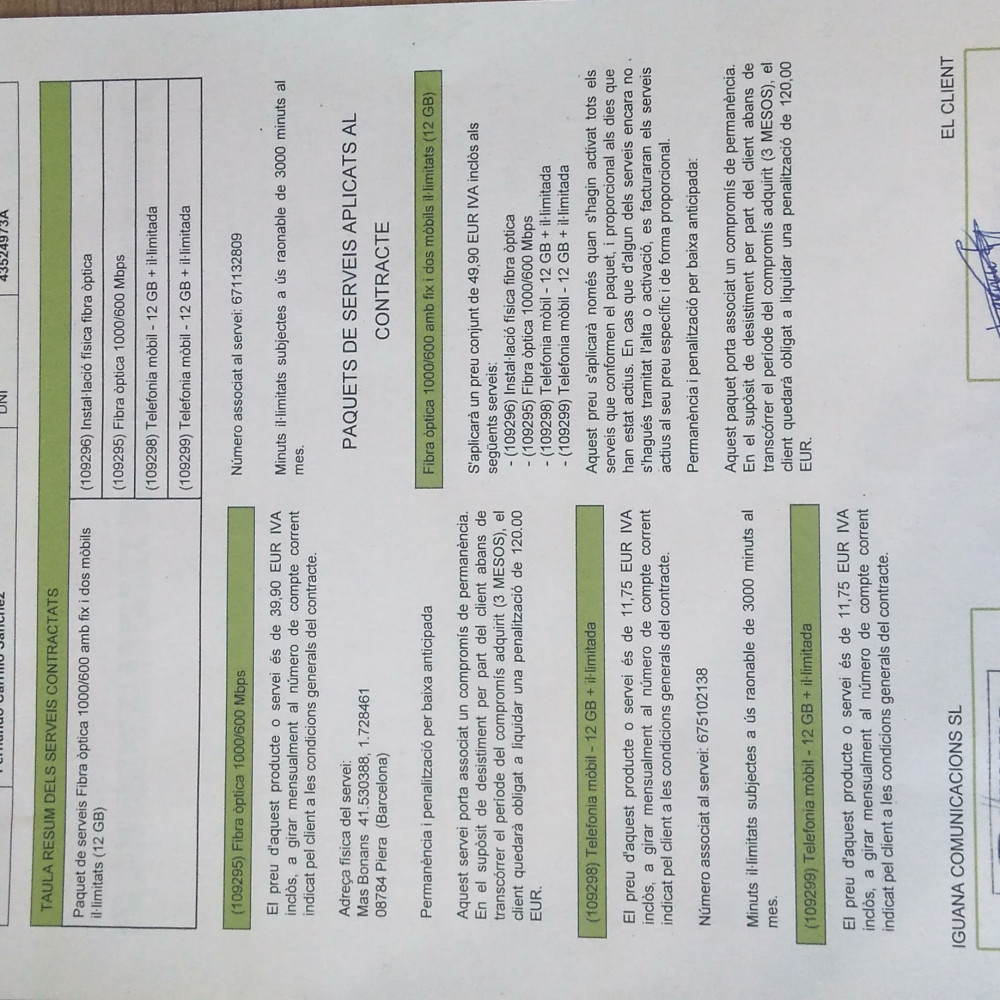 DNI
43524973A
TAULA RESUM DELS SERVEIS CONTRACTATS
Paquet de serveis Fibra òptica 1000/600 amb fix i dos mòbils
il·limitats (12 GB)
(109296) Instal·lació física fibra òptica
(109295) Fibra òptica 1000/600 Mbps
(109298) Telefonia mòbil - 12 GB + il·limitada
(109299) Telefonia mòbil - 12 GB + il·limitada
(109295) Fibra òptica 1000/600 Mbps
El preu d'aquest producte o servei és de 39,90 EUR IVA
inclòs, a girar mensualment al número de compte corrent
indicat pel client a les condicions generals del contracte.
Adreça física del servei:
Mas Bonans 41.530388, 1.728461
08784 Piera (Barcelona)
Permanència i penalització per baixa anticipada
Aquest servei porta associat un compromís de permanència.
En el supòsit de desistiment per part del client abans de
transcórrer el període del compromís adquirit (3 MESOS), el
client quedarà obligat a liquidar una penalització de 120.00
EUR.
(109298) Telefonia mòbil - 12 GB + il·limitada
El preu d'aquest producte o servei és de 11,75 EUR IVA
inclòs, a girar mensualment al número de compte corrent
indicat pel client a les condicions generals del contracte.
Número associat al servei: 675102138
Minuts il·limitats subjectes a ús raonable de 3000 minuts al
mes.
(109299) Telefonia mòbil - 12 GB + il·limitada
El preu d'aquest producte o servei és de 11,75 EUR IVA
inclòs, a girar mensualment al número de compte corrent
indicat pel client a les condicions generals del contracte.
Número associat al servei: 671132809
Minuts il·limitats subjectes a ús raonable de 3000 minuts al
mes.
PAQUETS DE SERVEIS APLICATS AL
CONTRACTE
Fibra òptica 1000/600 amb fix i dos mòbils il·limitats (12 GB)
S'aplicarà un preu conjunt de 49,90 EUR IVA inclòs als
següents serveis:
- (109296) Instal·lació física fibra òptica
- (109295) Fibra òptica 1000/600 Mbps
- (109298) Telefonia mòbil - 12 GB + il·limitada
- (109299) Telefonia mòbil - 12 GB + il·limitada
Aquest preu s'aplicarà només quan s'hagin activat tots els
serveis que conformen el paquet, i proporcional als dies que
han estat actius. En cas que d'algun dels serveis encara no
s'hagués tramitat l'alta o activació, es facturaran els serveis
actius al seu preu específic i de forma proporcional.
Permanència i penalització per baixa anticipada:
Aquest paquet porta associat un compromís de permanència.
En el supòsit de desistiment per part del client abans de
transcórrer el període del compromís adquirit (3 MESOS), el
client quedarà obligat a liquidar una penalització de 120,00
EUR.
IGUANA COMUNICACIONS SL
EL CLIENT